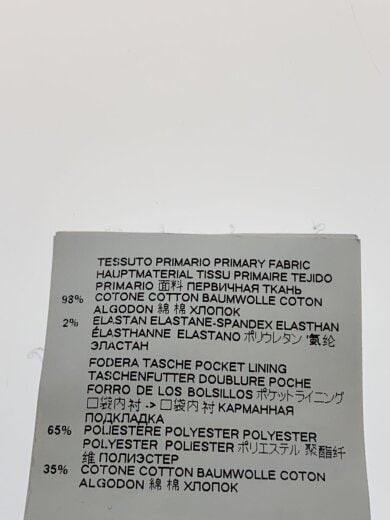 TESSUTO PRIMARIO PRIMARY FABRIC
HAUPTMATERIAL TISSU PRIMAIRE TEJIDO
PRIMARIO 面料 ПЕРВИЧНАЯ ТКАНЬ
98% COTONE COTTON BAUMWOLLE COTON
ALGODON 綿 棉 ХЛОПОК
2% ELASTAN ELASTANE-SPANDEX ELASTHAN
ÉLASTHANNE ELASTANO ポリウレタン 氨纶
ЭЛАСТАН
FODERA TASCHE POCKET LINING
TASCHENFUTTER DOUBLURE POCHE
FORRO DE LOS BOLSILLOS ポケットライニング
口袋内衬 -> 口袋内衬 КАРМАННАЯ
ПОДКЛАДКА
65% POLIESTERE POLYESTER POLYESTER
POLYESTER POLIESTER ポリエステル 聚酯纤
维 ПОЛИЭСТЕР
35% COTONE COTTON BAUMWOLLE COTON
ALGODON 綿 棉 ХЛОПОК